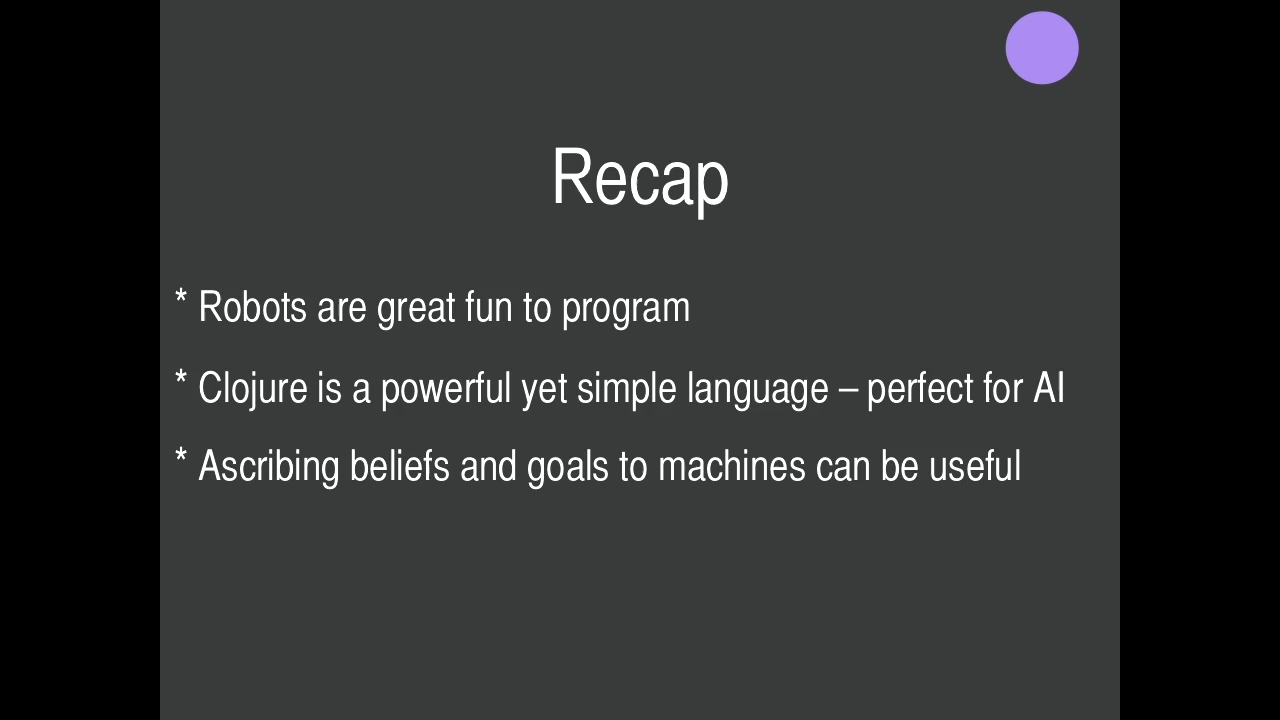 Recap
* Robots are great fun to program
* Clojure is a powerful yet simple language – perfect for AI
* Ascribing beliefs and goals to machines can be useful